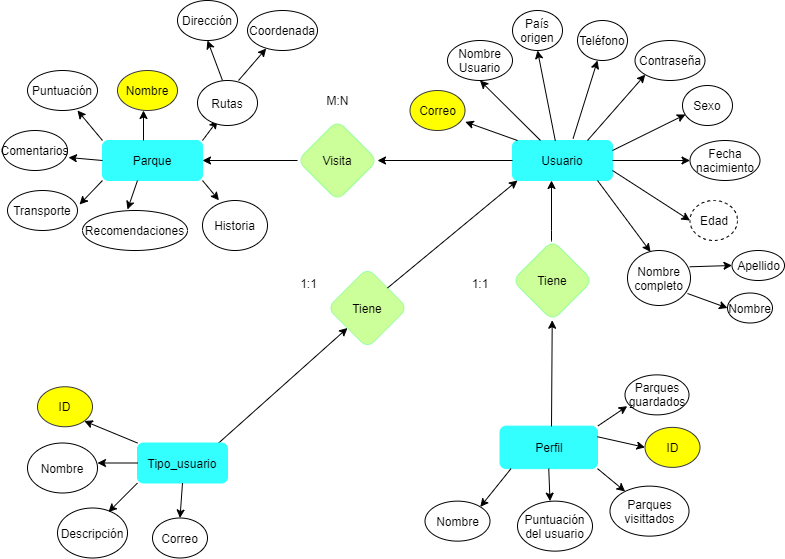 Dirección
Coordenada
País
origen
Teléfono
Nombre
Usuario
Contraseña
Puntuación
Nombre
Rutas
M:N
Correo
Sexo
Comentarios
Parque
Visita
Usuario
Fecha
nacimiento
Transporte
Recomendaciones
Historia
Edad
Nombre
completo
Apellido
Nombre
1:1
Tiene
1:1
Tiene
Parques
guardados
ID
Perfil
ID
Nombre
Tipo_usuario
Nombre
Puntuación
del usuario
Parques
visittados
Descripción
Correo